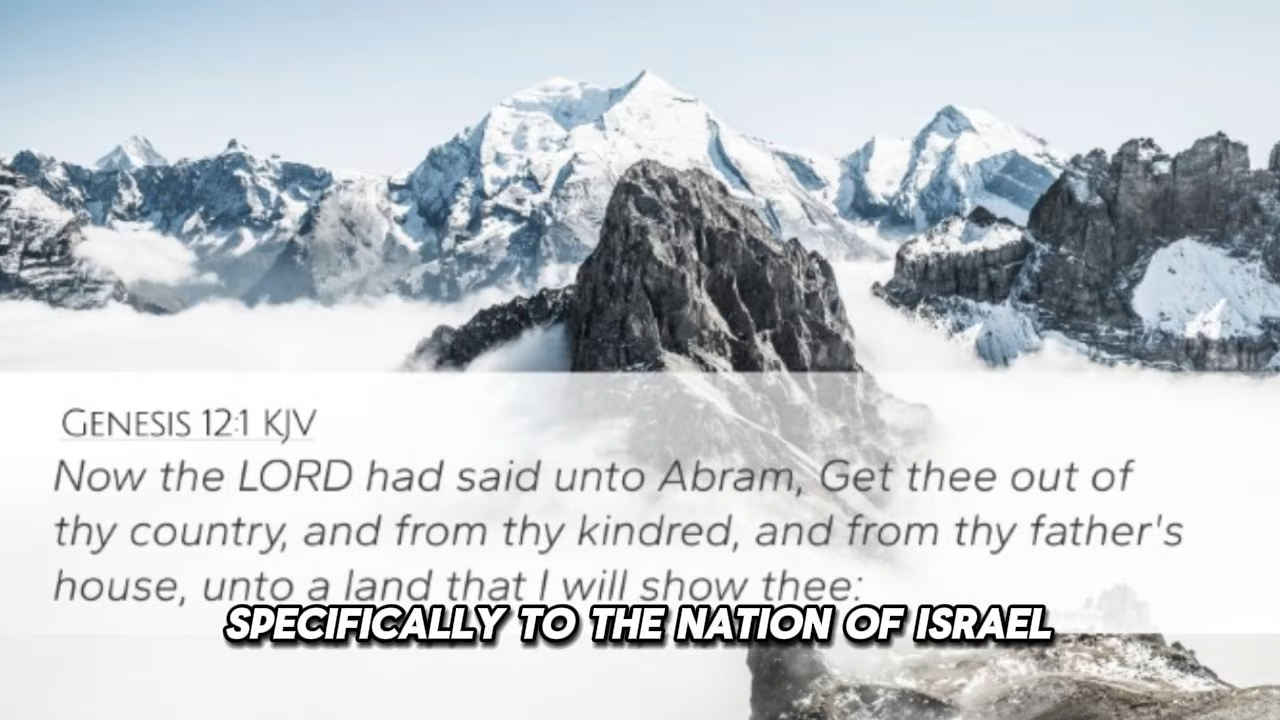 GENESIS 12:1 KJV
Now the LORD had said unto Abram, Get thee out of
thy country, and from thy kindred, and from thy father's
house, unto a land that I will show thee:
SPECIFICALLY TO THE NATION OF ISRAEL